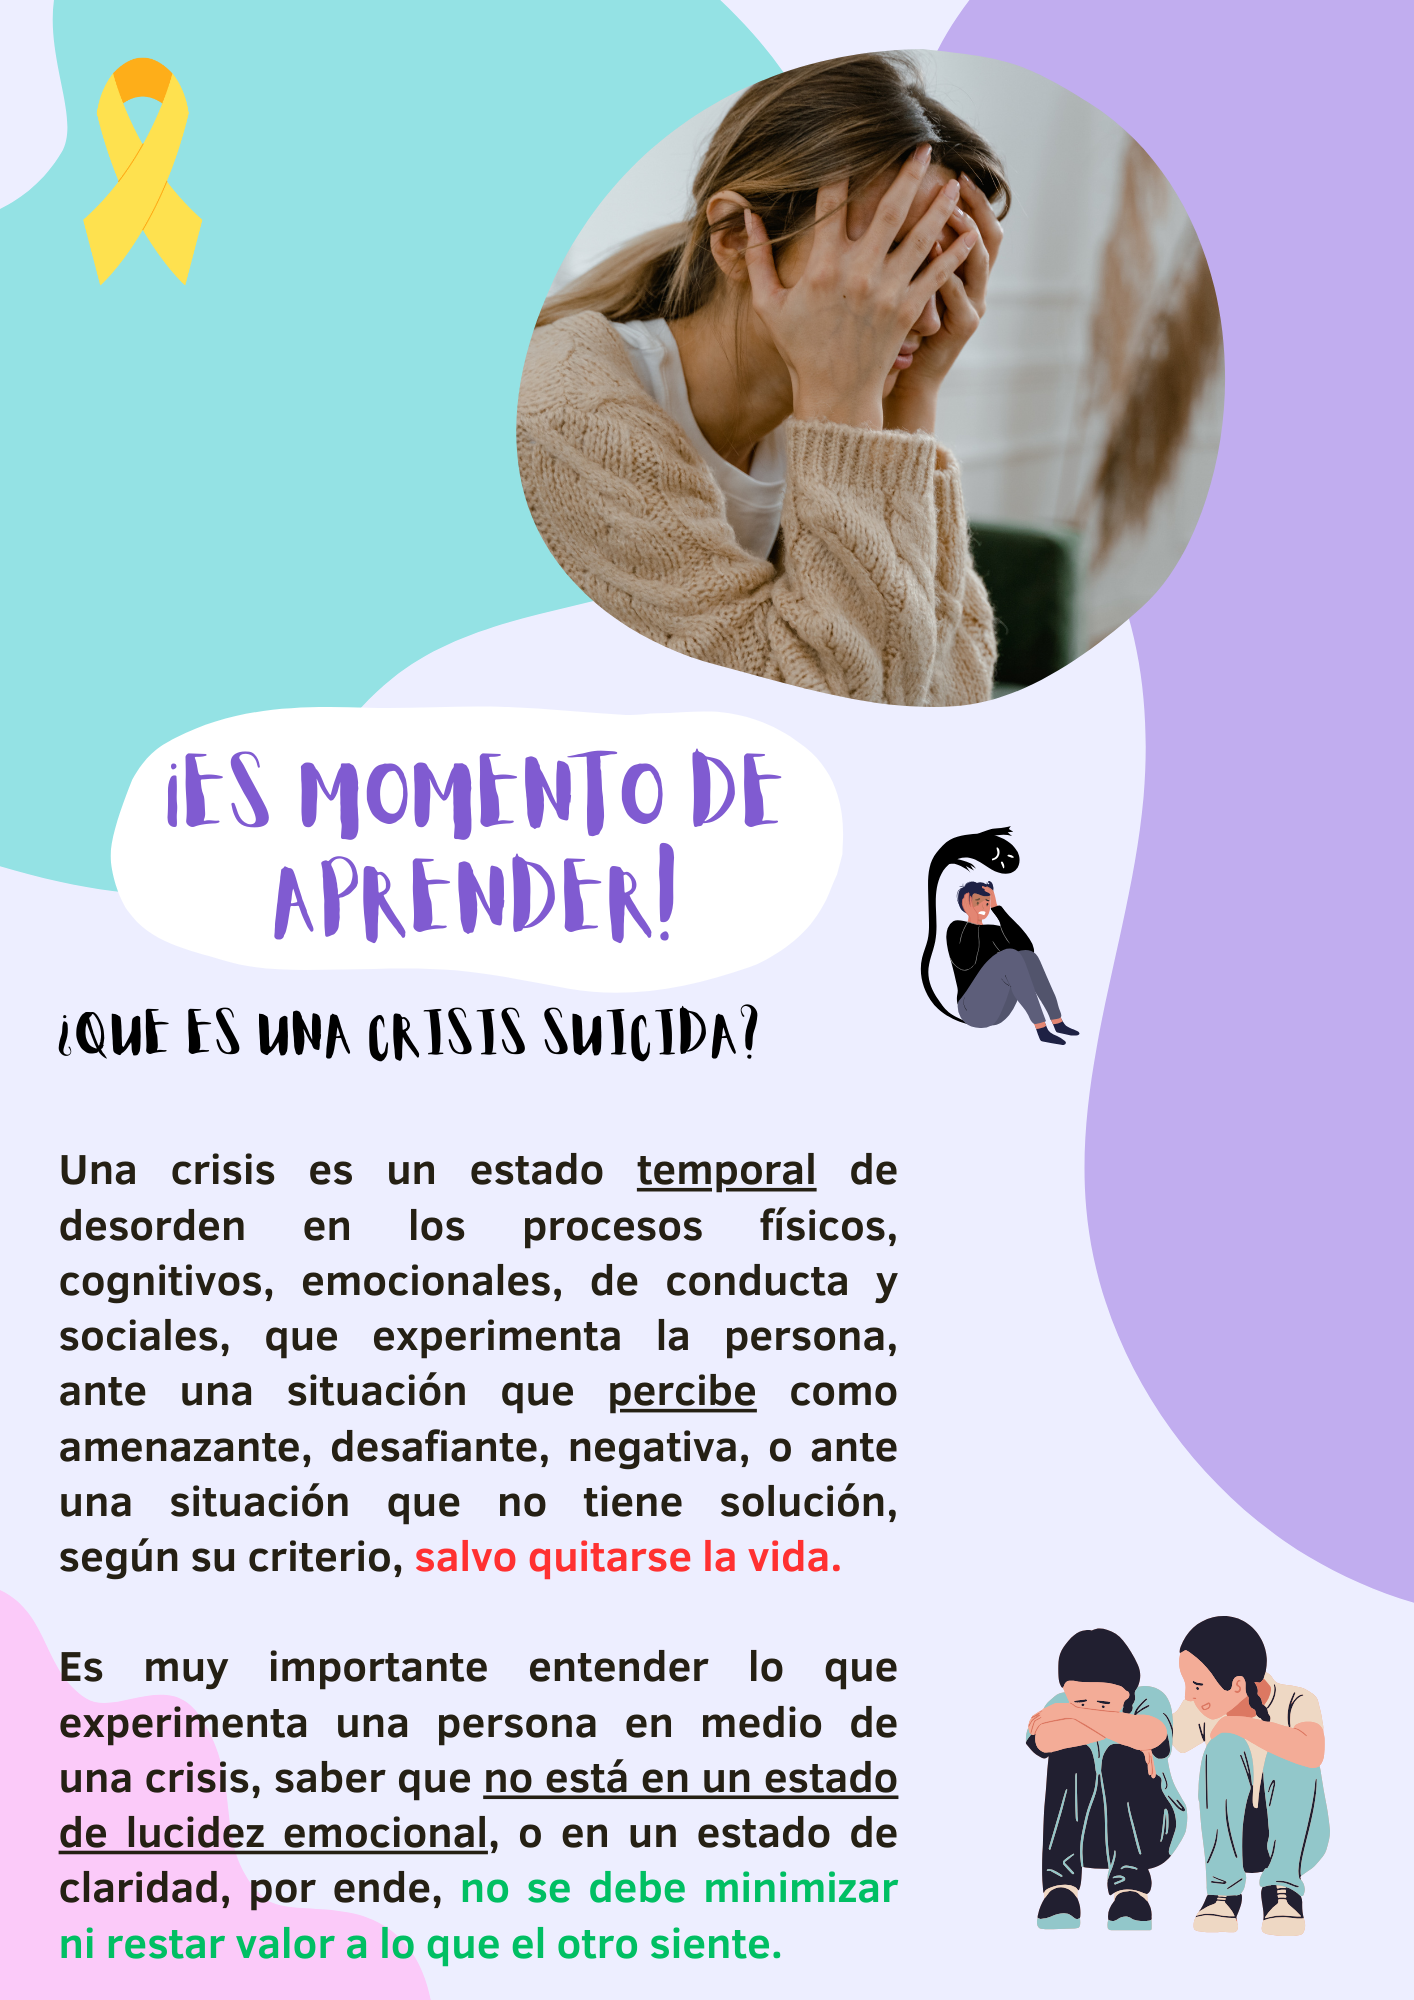 ¡ES MOMENTO DE
APRENDER!
¿QUE ES UNA CRISIS SUICIDA?
Una crisis es un estado temporal de
desorden en los procesos físicos,
cognitivos, emocionales, de conducta y
sociales, que experimenta la persona,
ante una situación que percibe como
amenazante, desafiante, negativa, o ante
una situación que no tiene solución,
según su criterio, salvo quitarse la vida.
Es muy importante entender lo que
experimenta una persona en medio de
una crisis, saber que no está en un estado
de lucidez emocional, o en un estado de
claridad, por ende, no se debe minimizar
ni restar valor a lo que el otro siente.